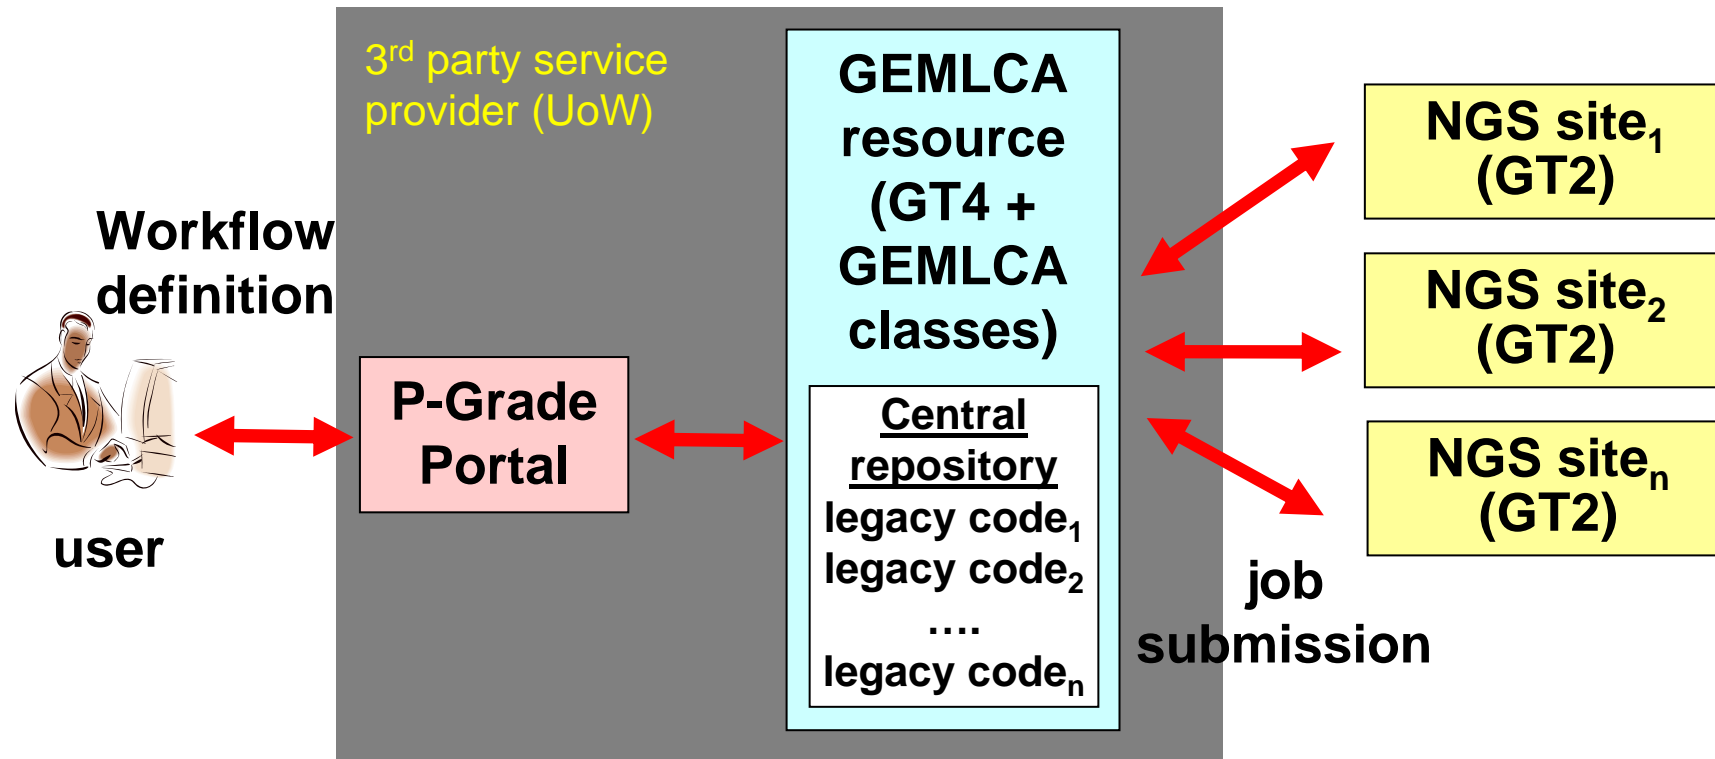 3rd party service
provider (UoW)
Workflow
definition
user
P-Grade
Portal
GEMLCA
resource
(GT4 +
GEMLCA
classes)
Central
repository
legacy code1
legacy code2
....
legacy coden
job
submission
NGS site1
(GT2)
NGS site2
(GT2)
NGS siten
(GT2)